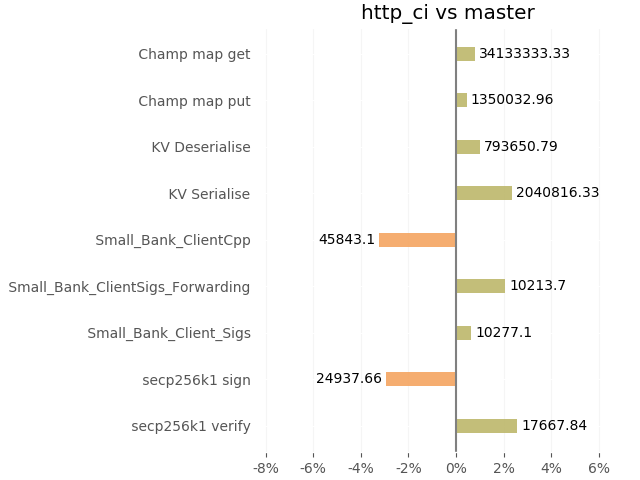 http_ci vs master
Champ map get 34133333.33
Champ map put 1350032.96
KV Deserialise 793650.79
KV Serialise 2040816.33
Small_Bank_ClientCpp 45843.1
Small_Bank_ClientSigs_Forwarding 10213.7
Small_Bank_Client_Sigs 10277.1
secp256k1 sign 24937.66
secp256k1 verify 17667.84
-8% -6% -4% -2% 0% 2% 4% 6%